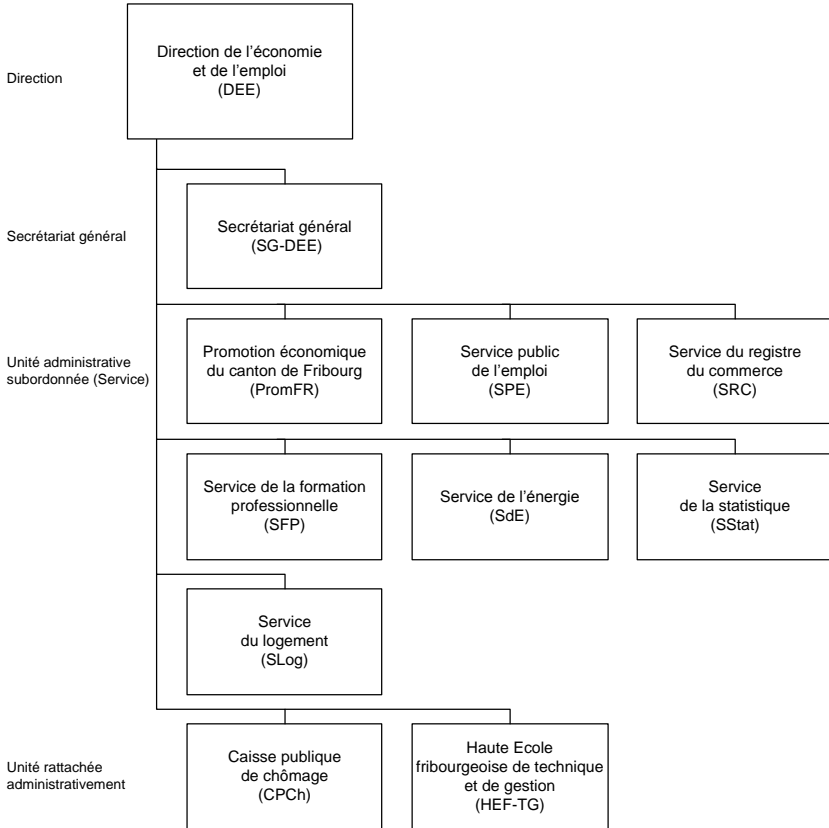 Direction de l'économie
et de l'emploi
(DEE)
Direction
Secrétariat général
Secrétariat général
(SG-DEE)
Unité administrative
subordonnée (Service)
Promotion économique
du canton de Fribourg
(PromFR)
Service public
de l'emploi
(SPE)
Service du registre
du commerce
(SRC)
Service de la formation
professionnelle
(SFP)
Service de l'énergie
(SdE)
Service
de la statistique
(SStat)
Service
du logement
(SLog)
Unité rattachée
administrativement
Caisse publique
de chômage
(CPCh)
Haute Ecole
fribourgeoise de technique
et de gestion
(HEF-TG)